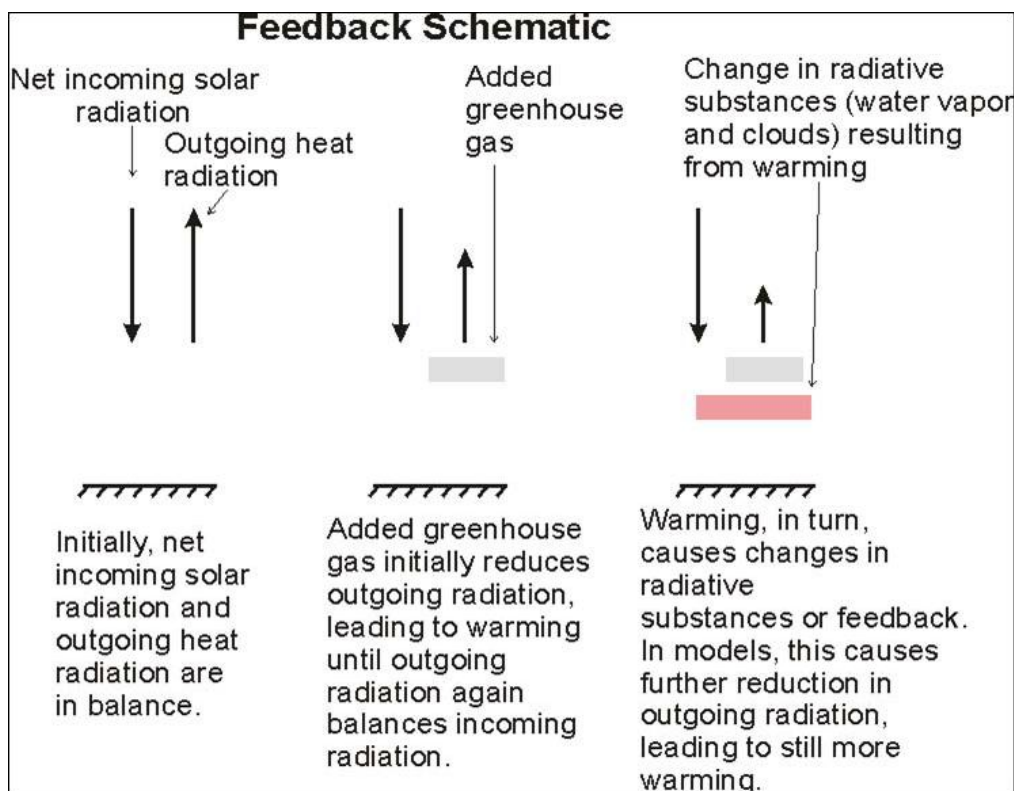 Feedback Schematic
Net incoming solar
radiation
Outgoing heat
radiation
Added
greenhouse
gas
Change in radiative
substances (water vapor
and clouds) resulting
from warming
Initially, net
incoming solar
radiation and
outgoing heat
radiation are
in balance.
Added greenhouse
gas initially reduces
outgoing radiation,
leading to warming
until outgoing
radiation again
balances incoming
radiation.
Warming, in turn,
causes changes in
radiative
substances or feedback.
In models, this causes
further reduction in
outgoing radiation,
leading to still more
warming.